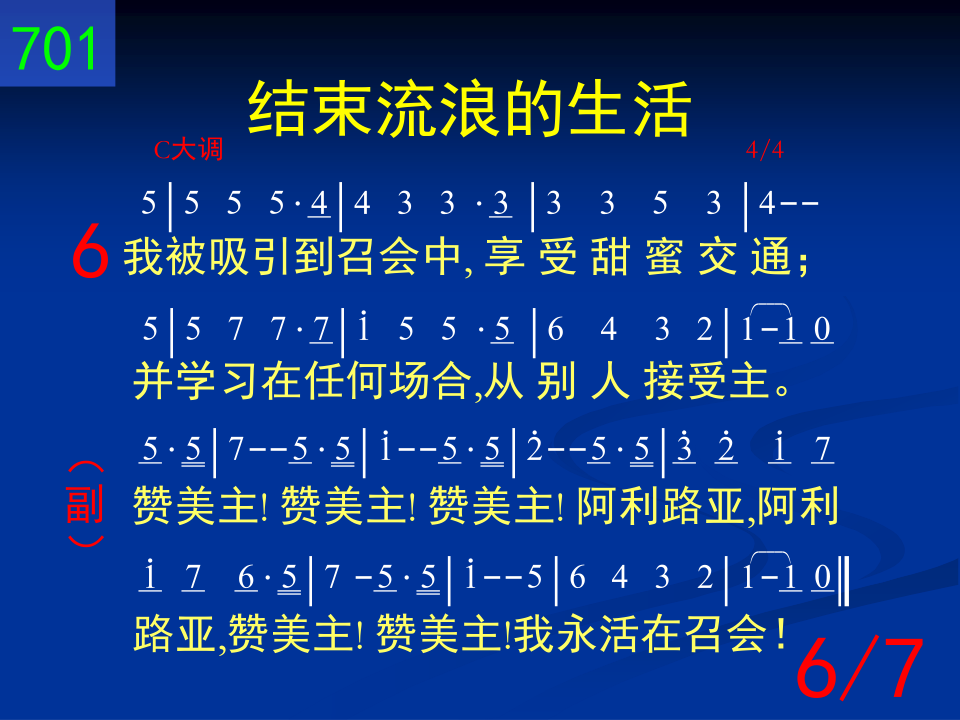 701
结束流浪的生活
C大调 4/4
5|5 5 5·4|4 3 3·3|3 3 5 3|4--
6 我被吸引到召会中, 享受甜蜜交通;
5|5 7 7·7|i 5 5·5|6 4 3 2|1-1 0
并学习在任何场合,从别人接受主。
5·5|7--5·5|i--5·5|2̇--5·5|3̇ 2̇ i 7
(副) 赞美主! 赞美主! 赞美主! 阿利路亚,阿利
i 7 6·5|7-5·5|i--5|6 4 3 2|1-1 0‖
路亚,赞美主! 赞美主!我永活在召会!
6/7